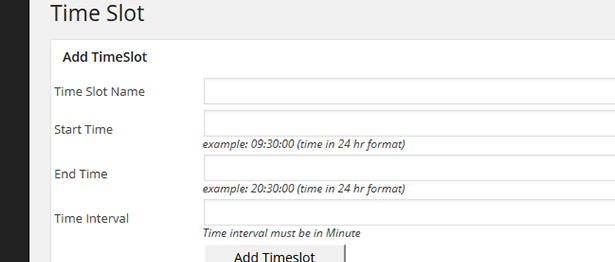 Time Slot
Add TimeSlot
Time Slot Name
Start Time
example: 09:30:00 (time in 24 hr format)
End Time
example: 20:30:00 (time in 24 hr format)
Time Interval
Time interval must be in Minute
Add Timeslot